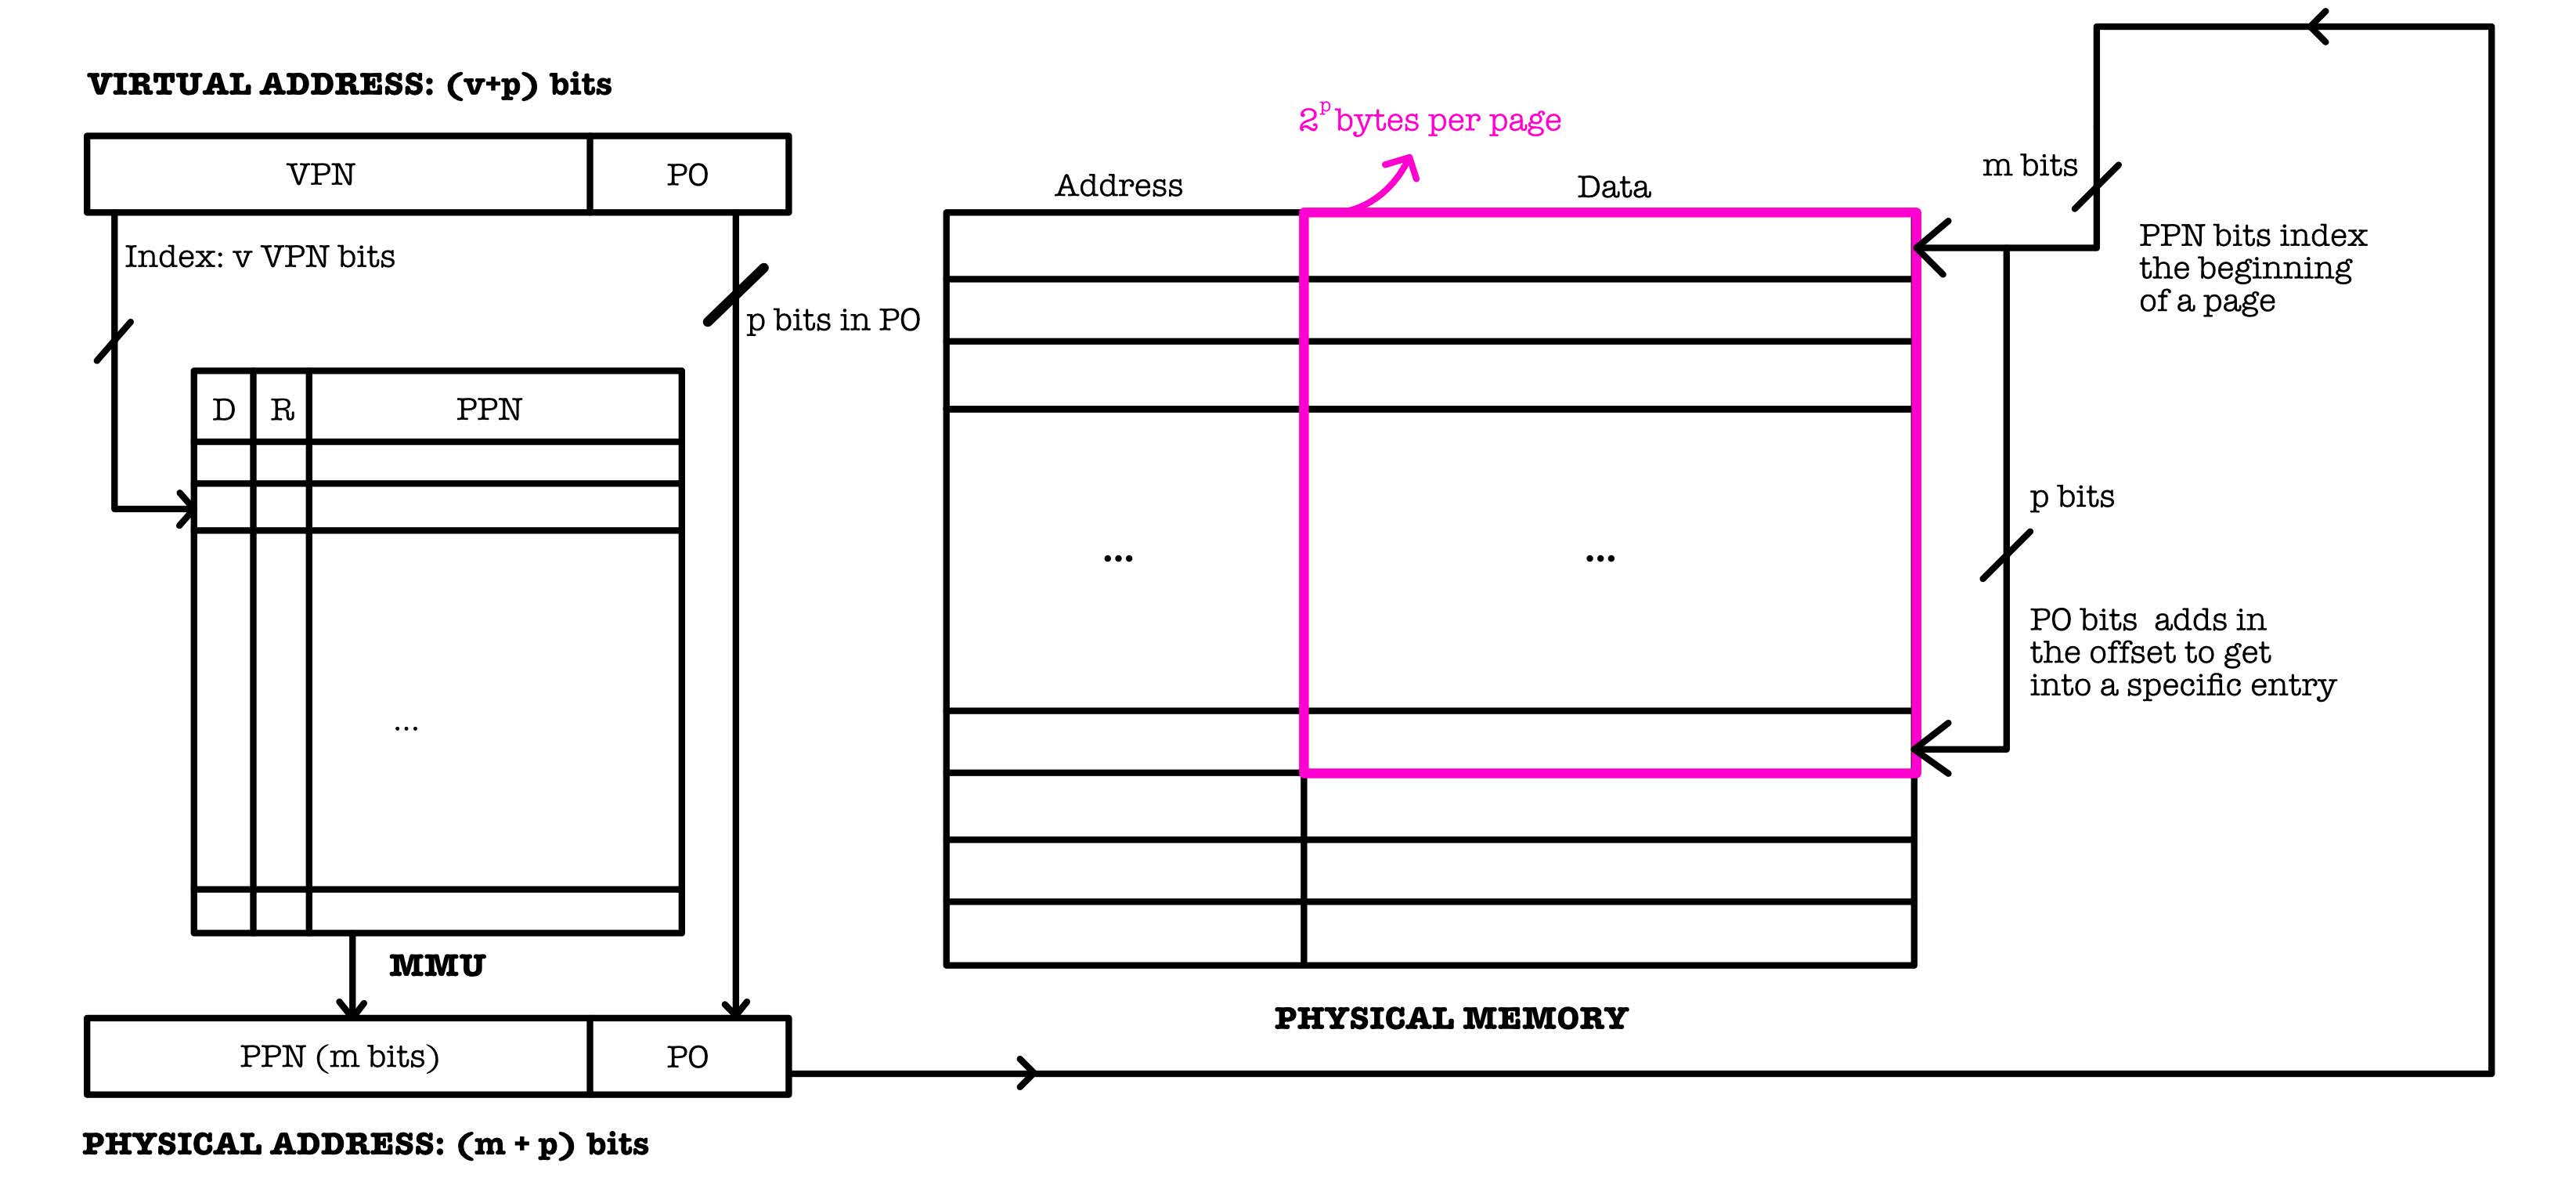 VIRTUAL ADDRESS: (v+p) bits
VPN
PO
Index: v VPN bits
p bits in PO
D
R
PPN
...
MMU
PPN (m bits)
PO
PHYSICAL ADDRESS: (m + p) bits
2^p bytes per page
Address
Data
...
...
PHYSICAL MEMORY
m bits
PPN bits index
the beginning
of a page
p bits
PO bits adds in
the offset to get
into a specific entry